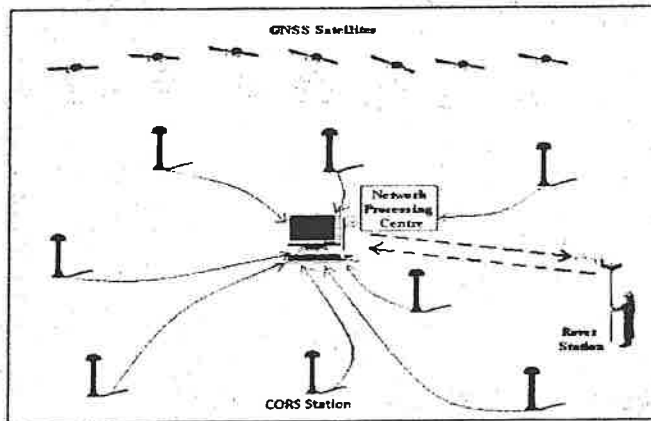 GNSS Satellites
Network
Processing
Centre
Rover
Station
CORS Station